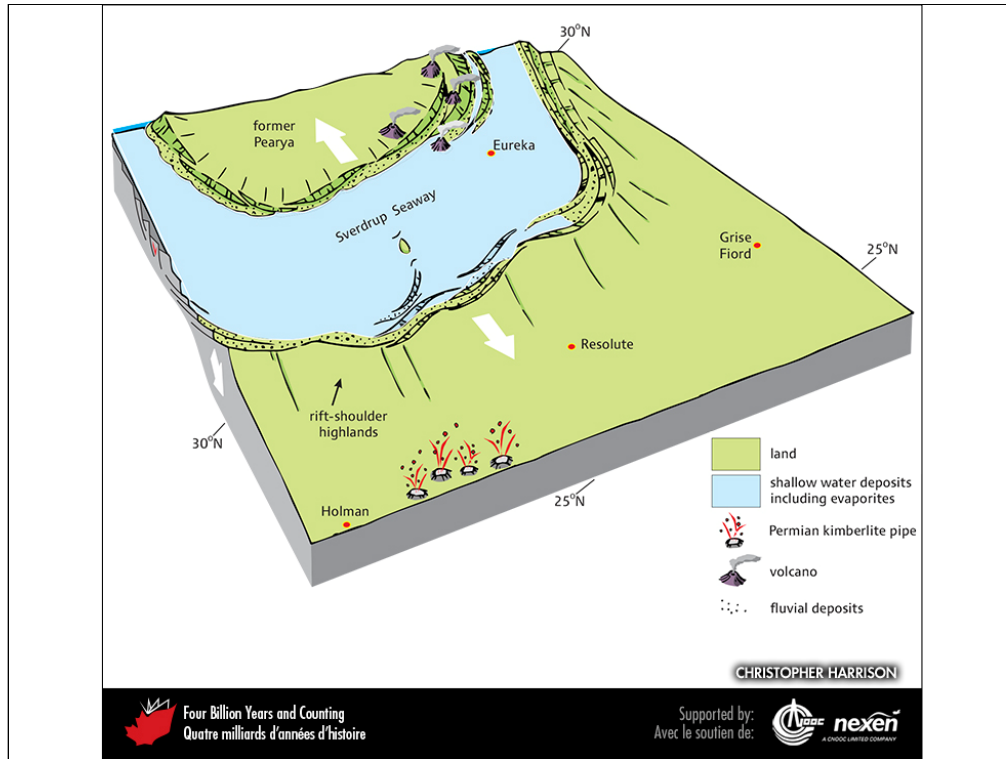 30°N
former
Pearya
Eureka
Sverdrup Seaway
Grise
Fiord
25°N
Resolute
rift-shoulder
highlands
30°N
land
shallow water deposits
including evaporites
25°N
Holman
Permian kimberlite pipe
volcano
fluvial deposits
CHRISTOPHER HARRISON
Four Billion Years and Counting
Quatre milliards d'années d'histoire
Supported by:
Avec le soutien de:
CNOOC
nexen
A CNOOC LIMITED COMPANY